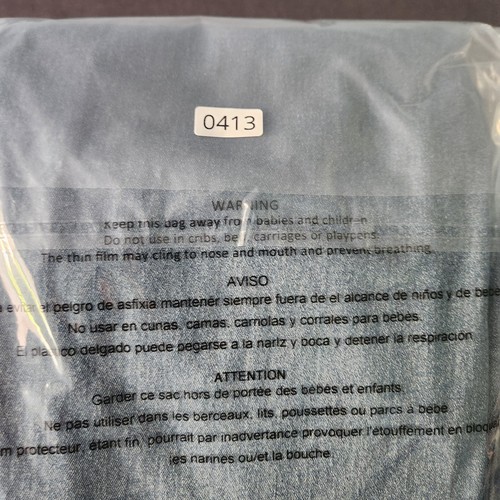 0413
WARNING
Keep this bag away from babies and children
Do not use in cribs, carriages or playpens.
The thin film may cling to nose and mouth and prevent breathing.
AVISO
evitar el peligro de asfixia mantener siempre fuera de el alcance de niños y de bebe
No usar en cunas, camas, carriolas y corrales para bebés.
El delgado puede pegarse a la nariz y boca y detener la respiración
ATTENTION
Garder ce sac hors de portée des bébés et enfants.
Ne pas utiliser dans les berceaux, lits, poussettes ou parcs à bébé
m protecteur, étant fin, pourrait par inadvertance provoquer l'étouffement en bloqu
les narines ou/et la bouche.